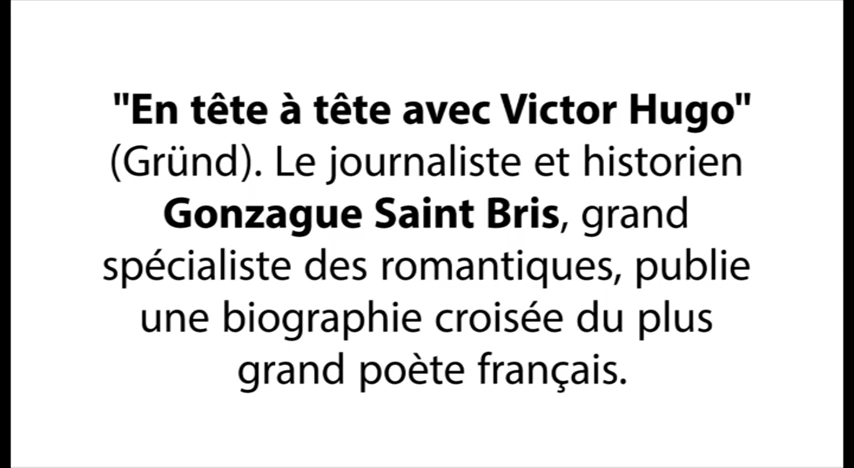 "En tête à tête avec Victor Hugo"
(Gründ). Le journaliste et historien
Gonzague Saint Bris, grand
spécialiste des romantiques, publie
une biographie croisée du plus
grand poète français.